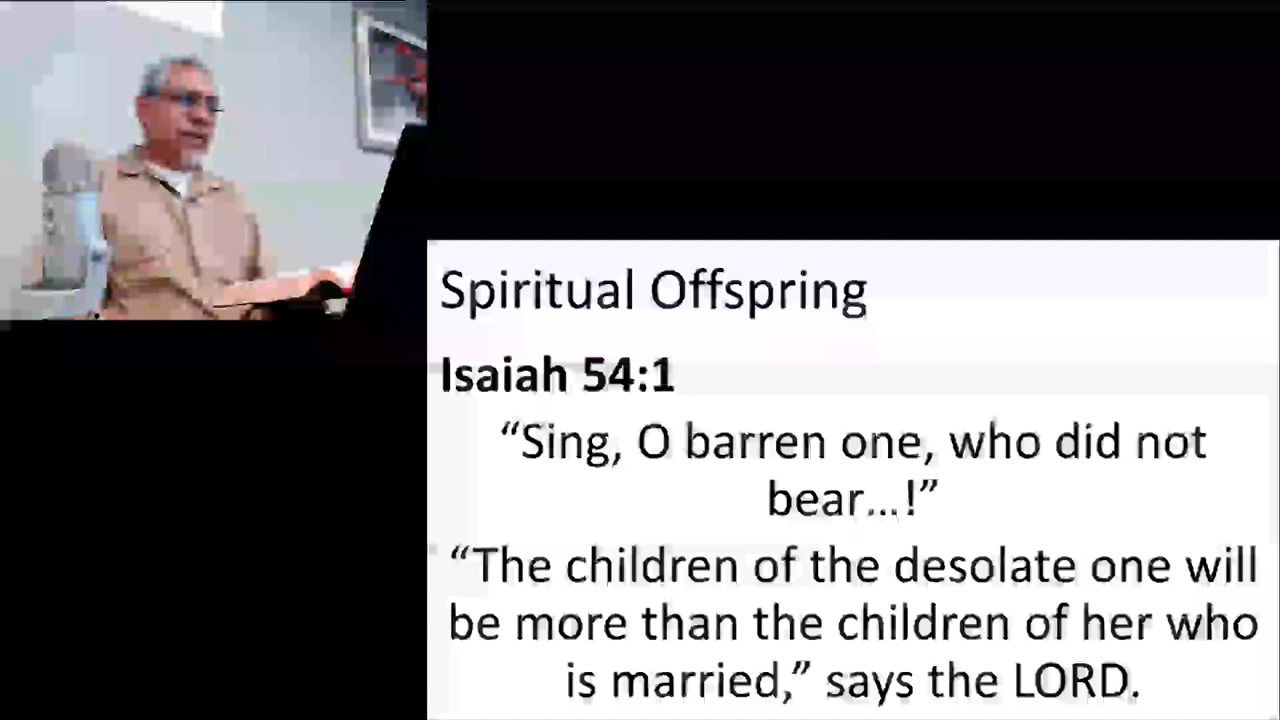 Spiritual Offspring
Isaiah 54:1
“Sing, O barren one, who did not
bear…!”
“The children of the desolate one will
be more than the children of her who
is married,” says the LORD.